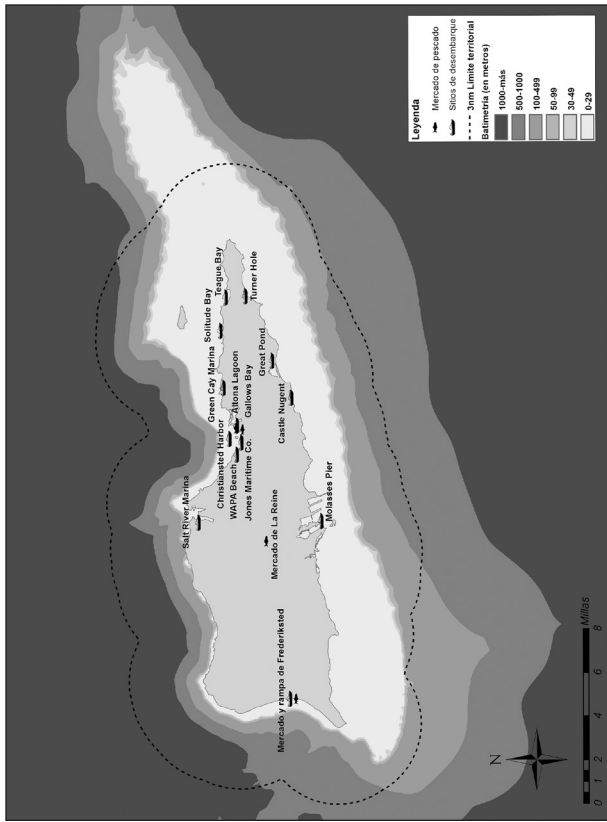 Leyenda
Mercado de pescado
Sitios de desembarque
3nm Límite territorial
Batimetría (en metros)
1000-más
500-1000
100-499
50-99
30-49
0-29
Teague Bay
Turner Hole
Solitude Bay
Green Cay Marina
Altona Lagoon
Gallows Bay
Great Pond
Christiansted Harbor
WAPA Beach
Jones Maritime Co.
Castle Nugent
Salt River Marina
Mercado de La Reine
Molasses Pier
Mercado y rampa de Frederiksted
N
Millas
0 1 2 4 6 8